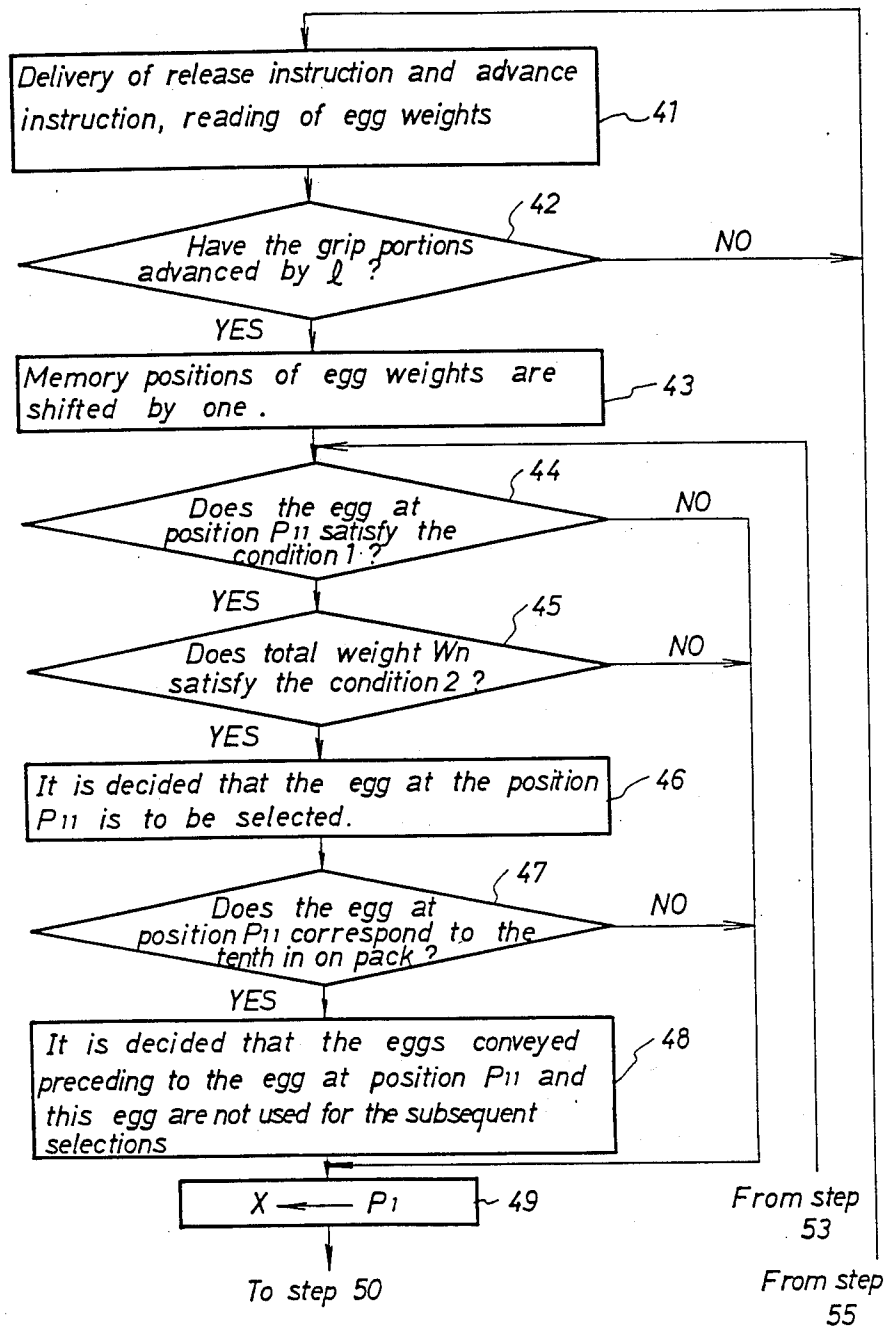 Delivery of release instruction and advance
instruction, reading of egg weights
41
42
Have the grip portions
advanced by ℓ ?
NO
YES
Memory positions of egg weights are
shifted by one .
43
44
Does the egg at
position P11 satisfy the
condition 1 ?
NO
YES
45
Does total weight Wn
satisfy the condition 2 ?
NO
YES
It is decided that the egg at the position
P11 is to be selected.
46
47
Does the egg at
position P11 correspond to the
tenth in on pack ?
NO
YES
It is decided that the eggs conveyed
preceding to the egg at position P11 and
this egg are not used for the subsequent
selections
48
X ← P1
49
To step 50
From step
53
From step
55